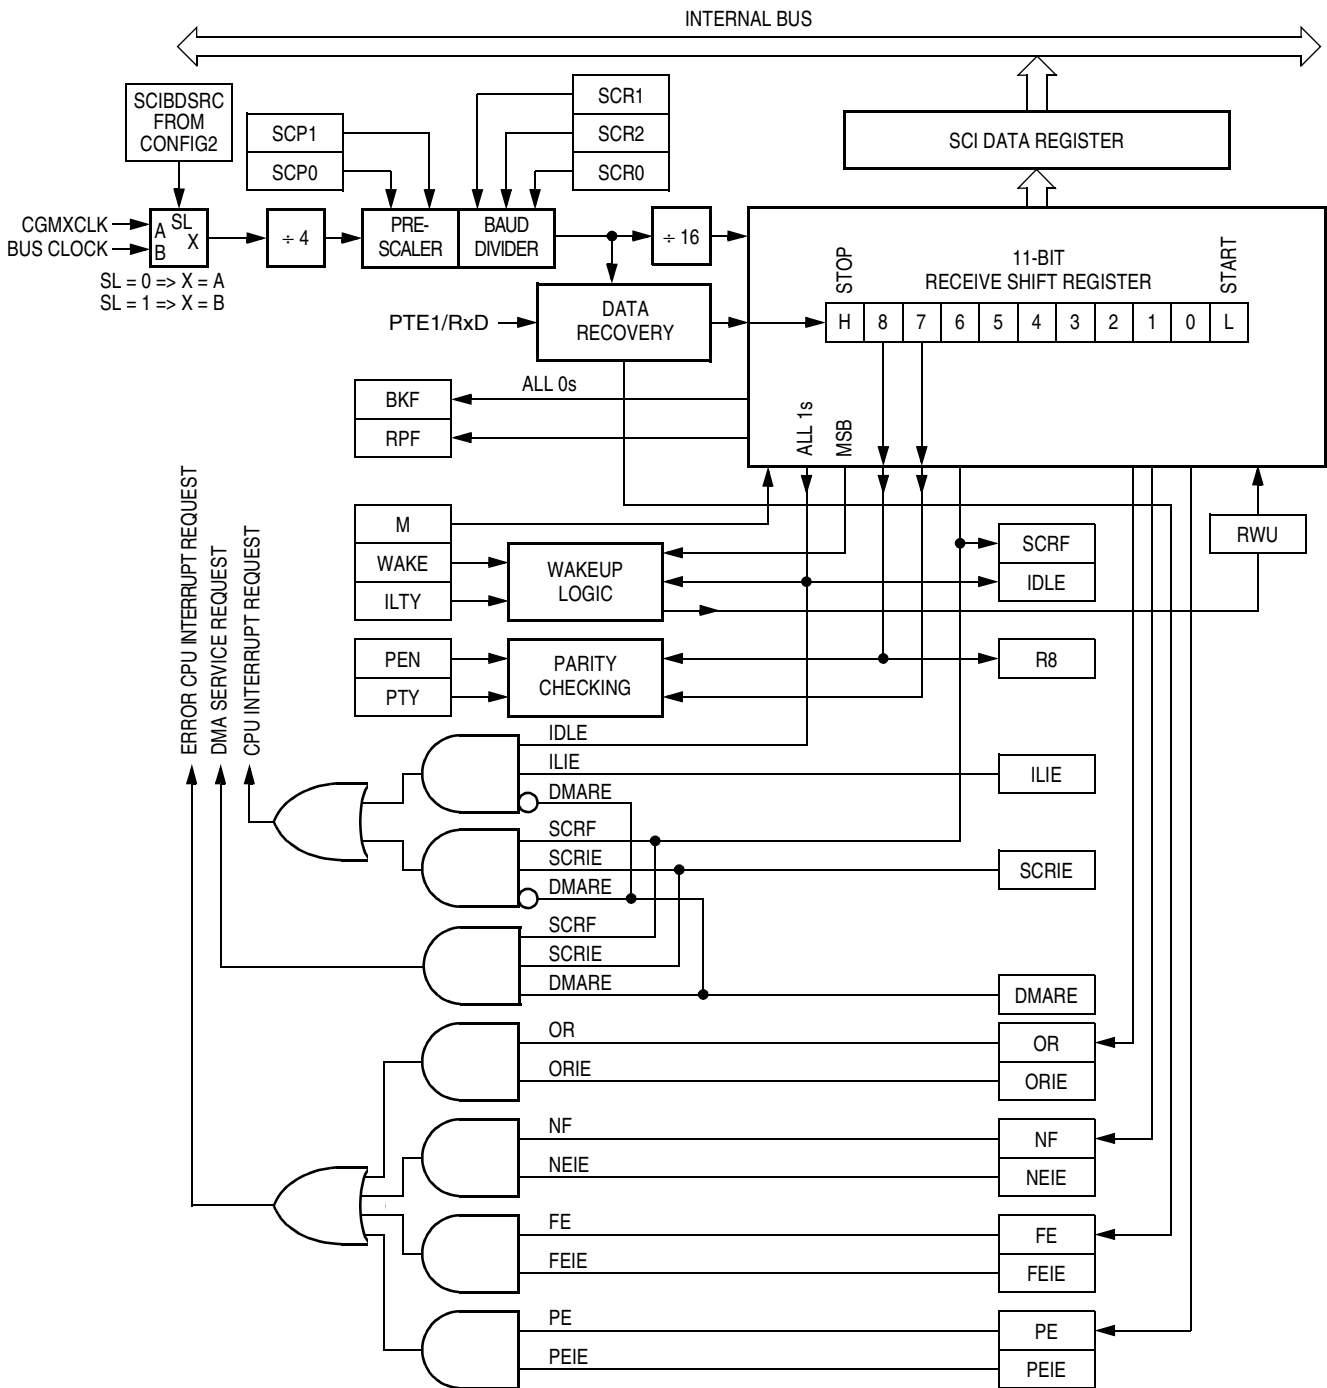 INTERNAL BUS
SCIBDSRC
FROM
CONFIG2
SCP1
SCP0
SCR1
SCR2
SCR0
SCI DATA REGISTER
CGMXCLK
BUS CLOCK
A
B
SL
X
÷ 4
PRE-
SCALER
BAUD
DIVIDER
÷ 16
SL = 0 => X = A
SL = 1 => X = B
PTE1/RxD
DATA
RECOVERY
STOP
11-BIT
RECEIVE SHIFT REGISTER
START
H 8 7 6 5 4 3 2 1 0 L
ALL 0s
BKF
RPF
ALL 1s
MSB
M
WAKE
ILTY
WAKEUP
LOGIC
SCRF
IDLE
RWU
PEN
PTY
PARITY
CHECKING
R8
ERROR CPU INTERRUPT REQUEST
DMA SERVICE REQUEST
CPU INTERRUPT REQUEST
IDLE
ILIE
DMARE
ILIE
SCRF
SCRIE
DMARE
SCRIE
SCRF
SCRIE
DMARE
DMARE
OR
ORIE
OR
ORIE
NF
NEIE
NF
NEIE
FE
FEIE
FE
FEIE
PE
PEIE
PE
PEIE